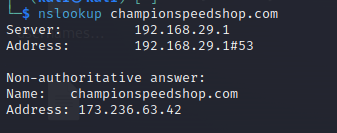 └─$ nslookup championspeedshop.com
Server:         192.168.29.1
Address:        192.168.29.1#53
Non-authoritative answer:
Name:   championspeedshop.com
Address: 173.236.63.42